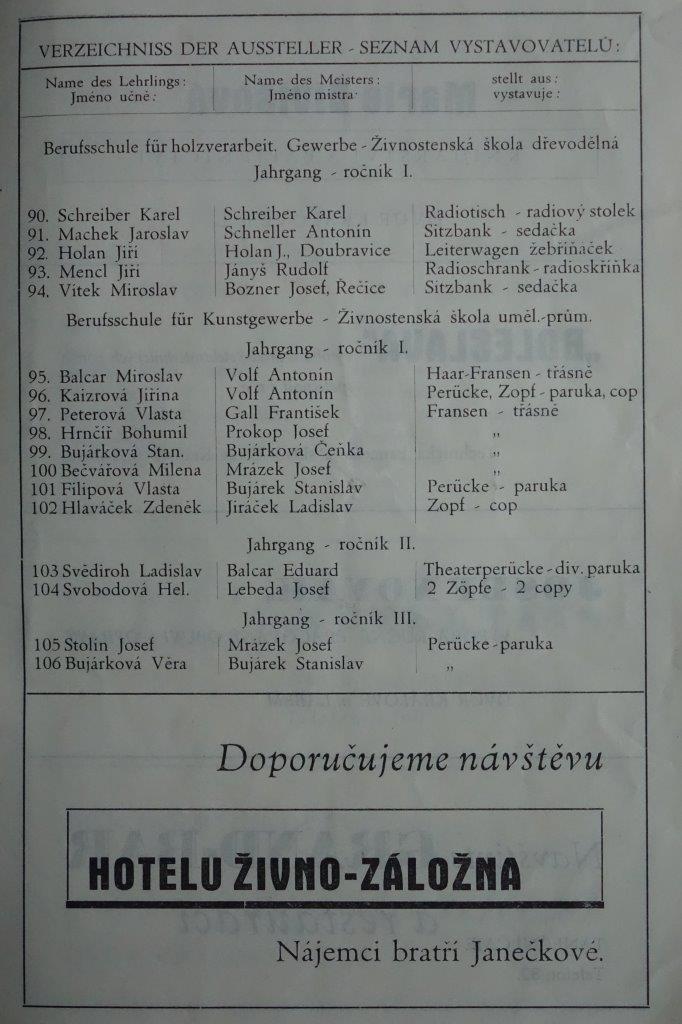 VERZEICHNISS DER AUSSTELLER - SEZNAM VYSTAVOVATELŮ:
Name des Lehrlings: Name des Meisters: stellt aus:
Jméno učně: Jméno mistra: vystavuje:
Berufsschule für holzverarbeit. Gewerbe - Živnostenská škola dřevodělná
Jahrgang - ročník I.
90. Schreiber Karel Schreiber Karel Radiotisch - radiový stolek
91. Machek Jaroslav Schneller Antonín Sitzbank - sedačka
92. Holan Jiří Holan J., Doubravice Leiterwagen žebřiňáček
93. Mencl Jiří Jányš Rudolf Radioschrank - radioskříňka
94. Vítek Miroslav Bozner Josef, Řečice Sitzbank - sedačka
Berufsschule für Kunstgewerbe - Živnostenská škola uměl.-prům.
Jahrgang - ročník I.
95. Balcar Miroslav Volf Antonín Haar-Fransen - třásně
96. Kaizrová Jiřina Volf Antonín Perücke, Zopf - paruka, cop
97. Peterová Vlasta Gall František Fransen - třásně
98. Hrnčíř Bohumil Prokop Josef „
99. Bujárková Stan. Bujárková Čeňka „
100 Bečvářová Milena Mrázek Josef „
101 Filipová Vlasta Bujárek Stanislav Perücke - paruka
102 Hlaváček Zdeněk Jiráček Ladislav Zopf - cop
Jahrgang - ročník II.
103 Svědiroh Ladislav Balcar Eduard Theaterperücke - div. paruka
104 Svobodová Hel. Lebeda Josef 2 Zöpfe - 2 copy
Jahrgang - ročník III.
105 Stolín Josef Mrázek Josef Perücke - paruka
106 Bujárková Věra Bujárek Stanislav „
Doporučujeme návštěvu
HOTELU ŽIVNO-ZÁLOŽNA
Nájemci bratří Janečkové.